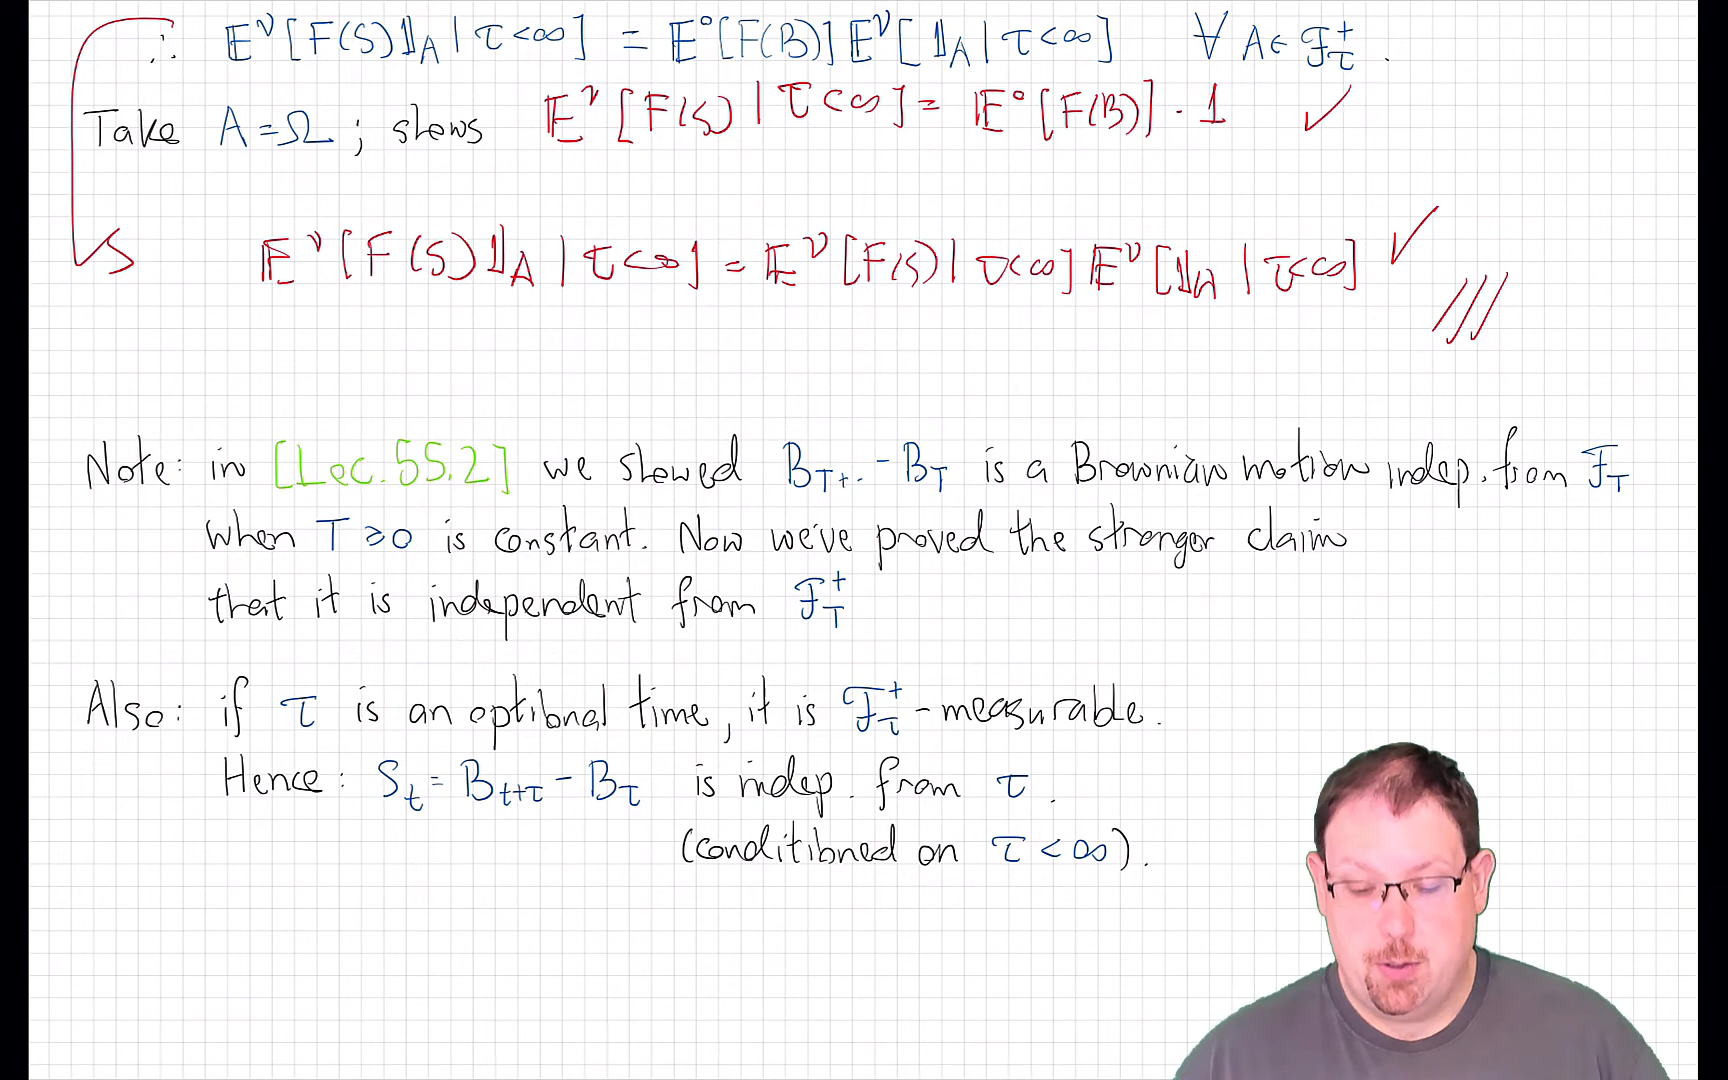 ∴ 𝔼^ν[F(S)𝟙_A | τ<∞] = 𝔼°[F(B)] 𝔼^ν[𝟙_A | τ<∞] ∀ A∈ ℱ_τ^+.
Take A=Ω; shows 𝔼^ν[F(S) | τ<∞] = 𝔼°[F(B)]·1 ✓
𝔼^ν[F(S)𝟙_A | τ<∞] = 𝔼^ν[F(S) | τ<∞] 𝔼^ν[𝟙_A | τ<∞] ✓
///
Note: in [Lec. 55.2] we showed B_{T+·} - B_T is a Brownian motion indep. from ℱ_T
when T ≥ 0 is constant. Now we've proved the stronger claim
that it is independent from ℱ_T^+
Also: if τ is an optional time, it is ℱ_τ^+-measurable.
Hence: S_t = B_{t+τ} - B_τ is indep. from τ.
(conditioned on τ<∞).